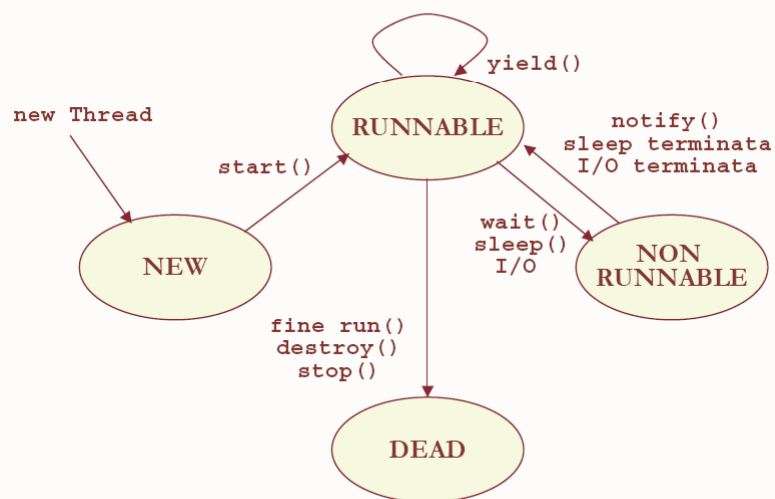 yield()
new Thread
RUNNABLE
notify()
sleep terminata
I/O terminata
start()
wait()
sleep()
I/O
NEW
NON
RUNNABLE
fine run()
destroy()
stop()
DEAD